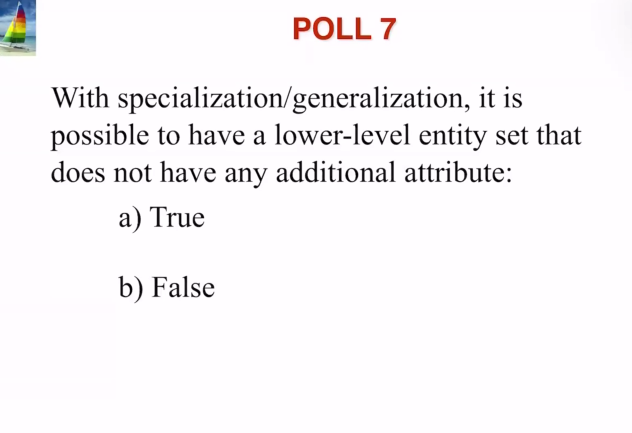 POLL 7
With specialization/generalization, it is
possible to have a lower-level entity set that
does not have any additional attribute:
a) True
b) False